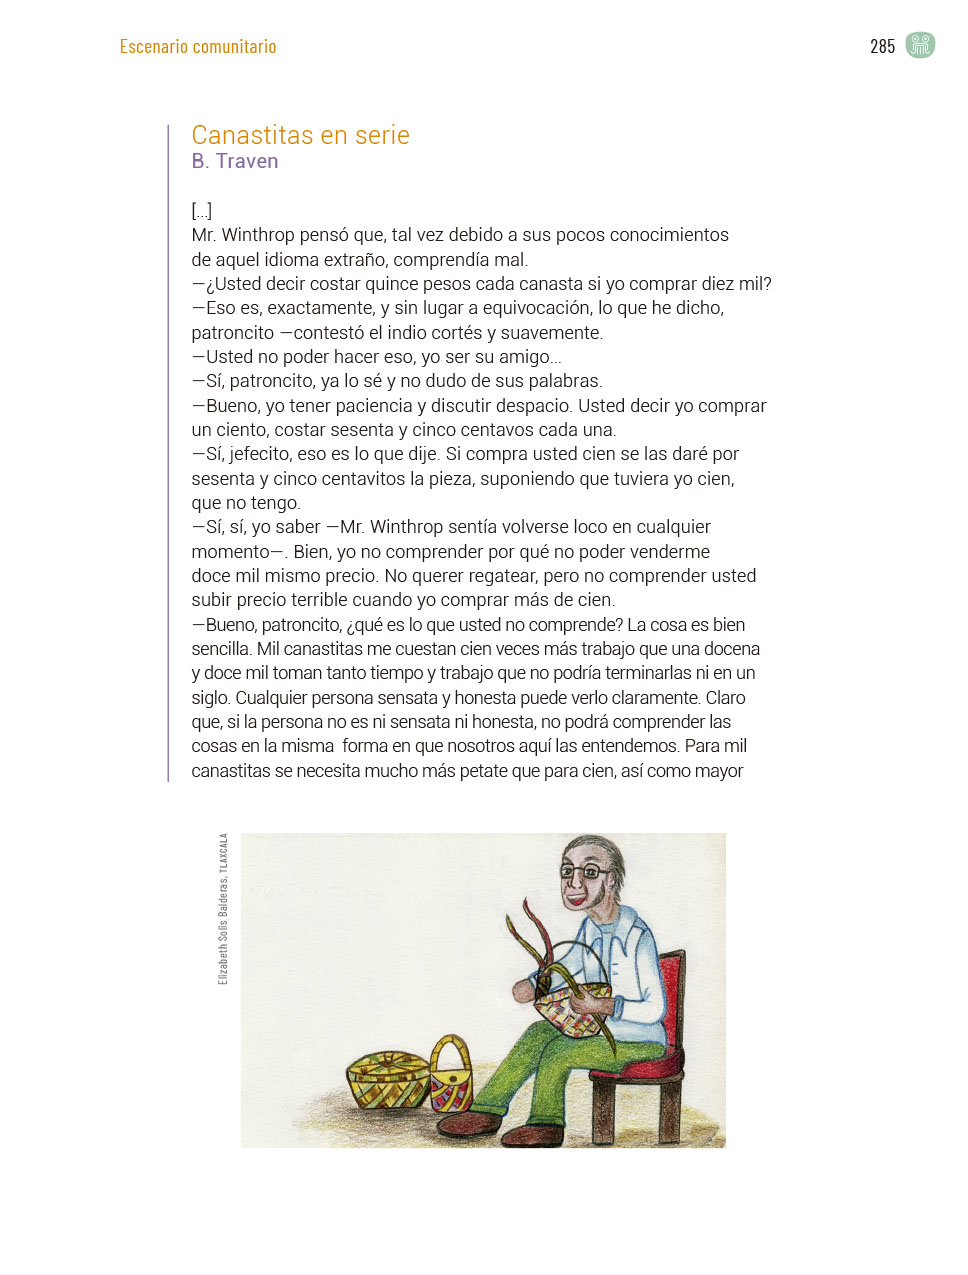 Escenario comunitario
285
Canastitas en serie
B. Traven
[...]
Mr. Winthrop pensó que, tal vez debido a sus pocos conocimientos
de aquel idioma extraño, comprendía mal.
—¿Usted decir costar quince pesos cada canasta si yo comprar diez mil?
—Eso es, exactamente, y sin lugar a equivocación, lo que he dicho,
patroncito —contestó el indio cortés y suavemente.
—Usted no poder hacer eso, yo ser su amigo...
—Sí, patroncito, ya lo sé y no dudo de sus palabras.
—Bueno, yo tener paciencia y discutir despacio. Usted decir yo comprar
un ciento, costar sesenta y cinco centavos cada una.
—Sí, jefecito, eso es lo que dije. Si compra usted cien se las daré por
sesenta y cinco centavitos la pieza, suponiendo que tuviera yo cien,
que no tengo.
—Sí, sí, yo saber —Mr. Winthrop sentía volverse loco en cualquier
momento—. Bien, yo no comprender por qué no poder venderme
doce mil mismo precio. No querer regatear, pero no comprender usted
subir precio terrible cuando yo comprar más de cien.
—Bueno, patroncito, ¿qué es lo que usted no comprende? La cosa es bien
sencilla. Mil canastitas me cuestan cien veces más trabajo que una docena
y doce mil toman tanto tiempo y trabajo que no podría terminarlas ni en un
siglo. Cualquier persona sensata y honesta puede verlo claramente. Claro
que, si la persona no es ni sensata ni honesta, no podrá comprender las
cosas en la misma  forma en que nosotros aquí las entendemos. Para mil
canastitas se necesita mucho más petate que para cien, así como mayor
Elizabeth Solís Balderas, TLAXCALA